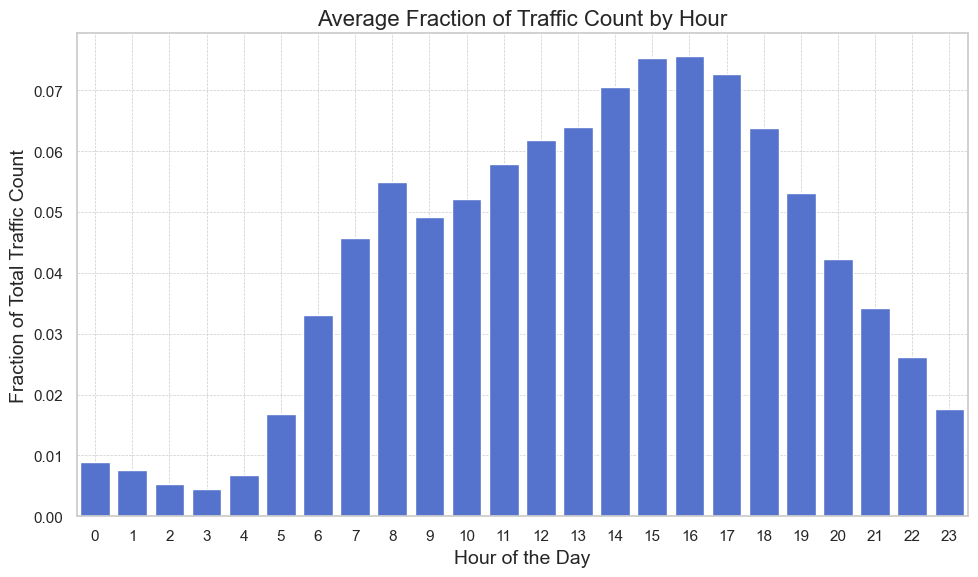 Average Fraction of Traffic Count by Hour
Fraction of Total Traffic Count
0.07
0.06
0.05
0.04
0.03
0.02
0.01
0.00
0 1 2 3 4 5 6 7 8 9 10 11 12 13 14 15 16 17 18 19 20 21 22 23
Hour of the Day